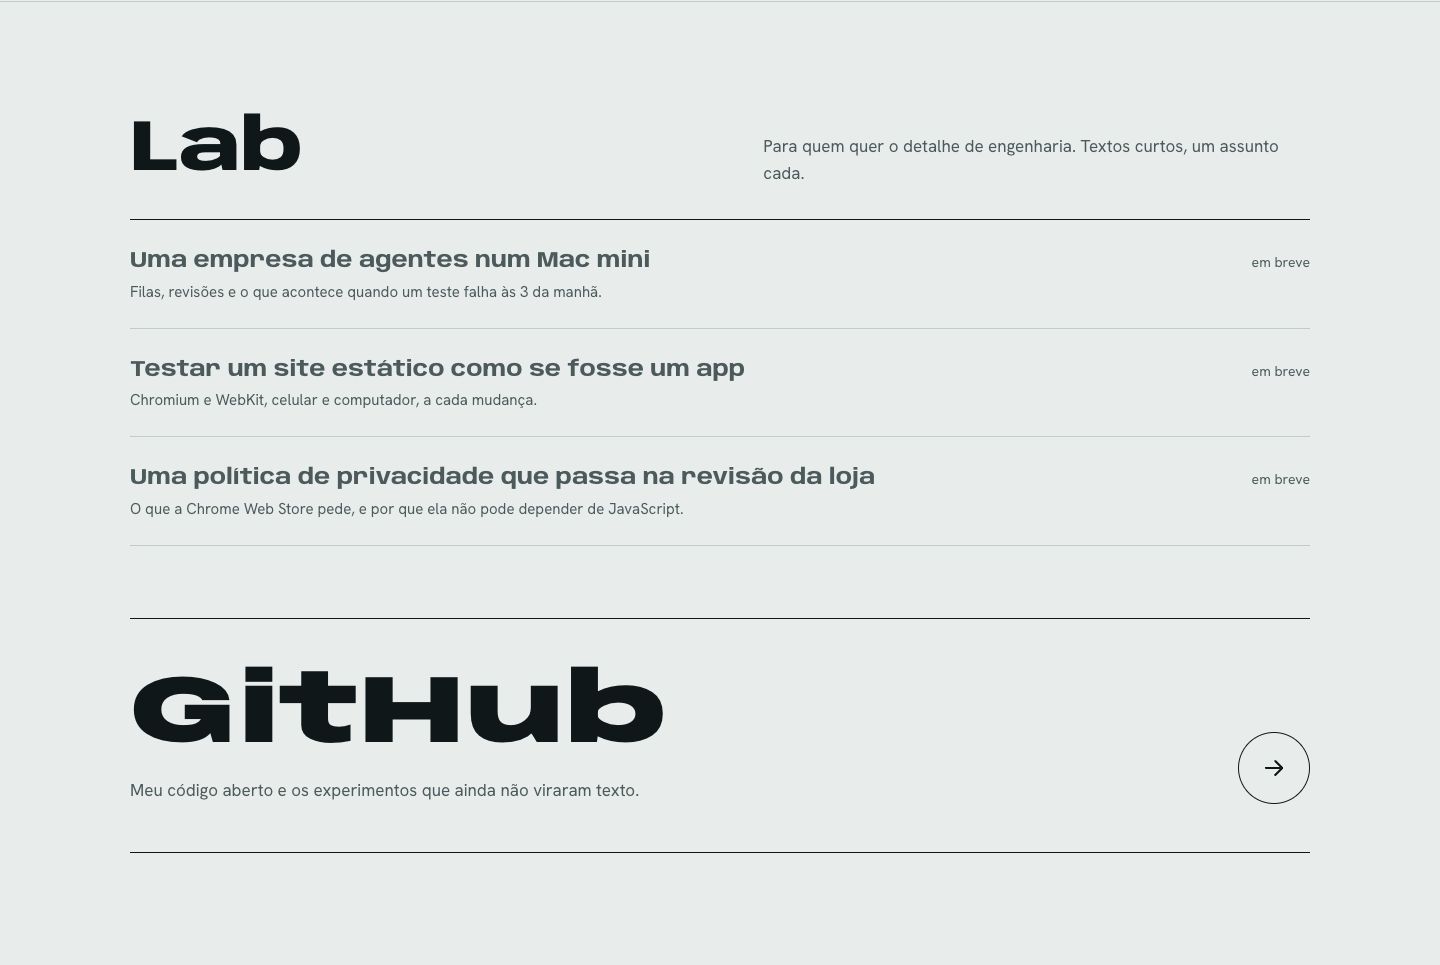 Lab
Para quem quer o detalhe de engenharia. Textos curtos, um assunto
cada.
Uma empresa de agentes num Mac mini
em breve
Filas, revisões e o que acontece quando um teste falha às 3 da manhã.
Testar um site estático como se fosse um app
em breve
Chromium e WebKit, celular e computador, a cada mudança.
Uma política de privacidade que passa na revisão da loja
em breve
O que a Chrome Web Store pede, e por que ela não pode depender de JavaScript.
GitHub
Meu código aberto e os experimentos que ainda não viraram texto.